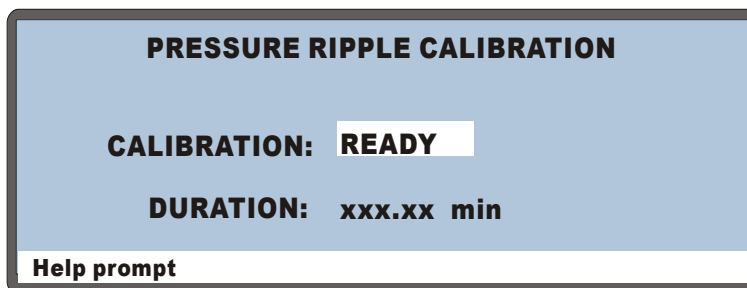 PRESSURE RIPPLE CALIBRATION
CALIBRATION: READY
DURATION: xxx.xx min
Help prompt